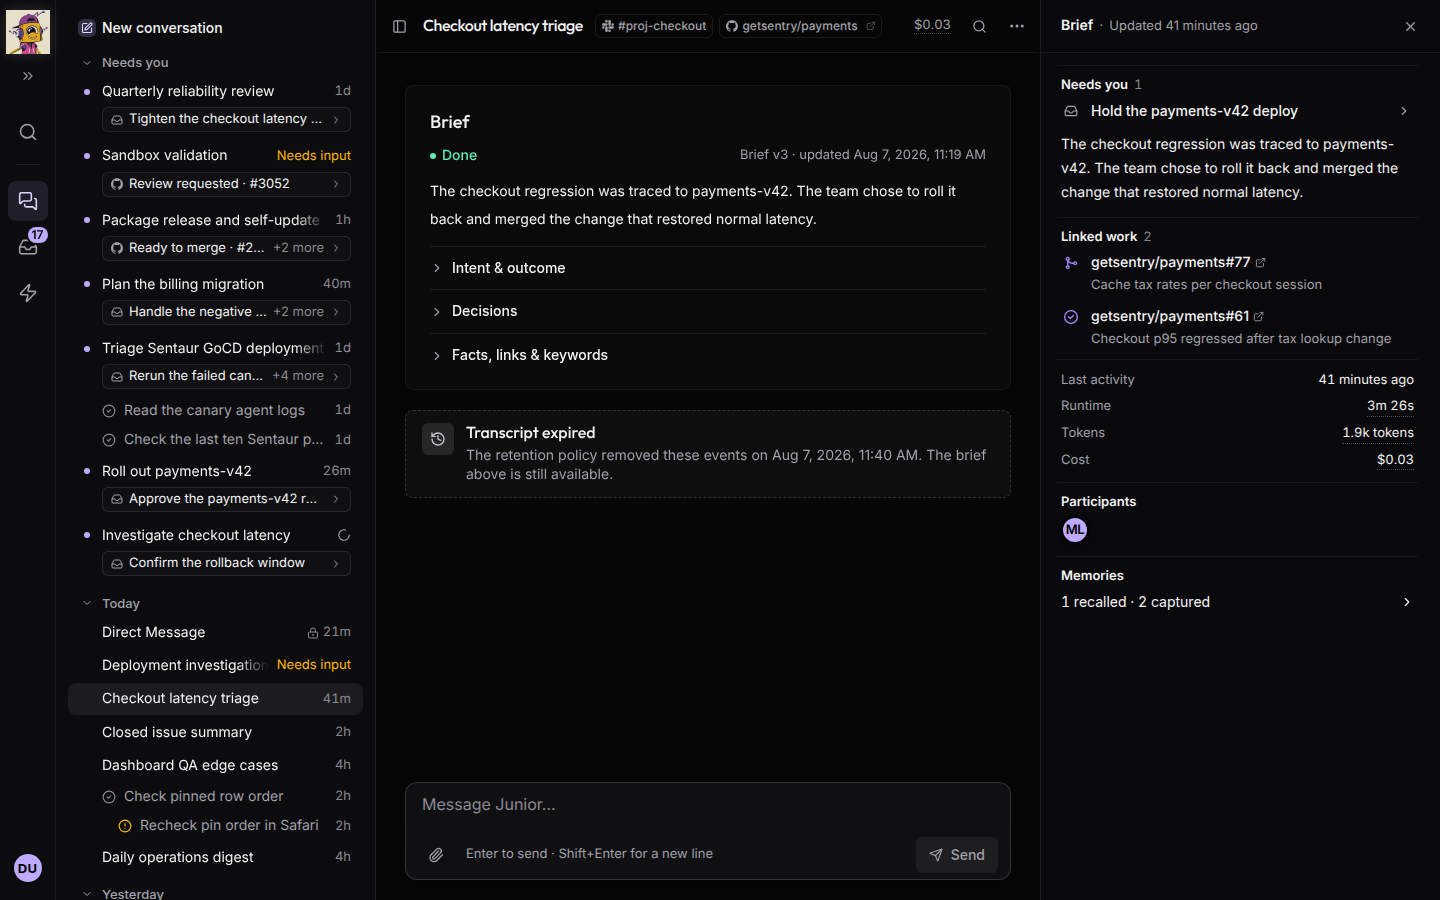 New conversation
Needs you
Quarterly reliability review 1d
Tighten the checkout latency ...
Sandbox validation Needs input
Review requested · #3052
Package release and self-update 1h
Ready to merge · #2... +2 more
Plan the billing migration 40m
Handle the negative ... +2 more
Triage Sentaur GoCD deployment 1d
Rerun the failed can... +4 more
Read the canary agent logs 1d
Check the last ten Sentaur p... 1d
Roll out payments-v42 26m
Approve the payments-v42 r...
Investigate checkout latency
Confirm the rollback window
Today
Direct Message 21m
Deployment investigation Needs input
Checkout latency triage 41m
Closed issue summary 2h
Dashboard QA edge cases 4h
Check pinned row order 2h
Recheck pin order in Safari 2h
Daily operations digest 4h
Yesterday
17
DU
Checkout latency triage #proj-checkout getsentry/payments $0.03
Brief
Done Brief v3 · updated Aug 7, 2026, 11:19 AM
The checkout regression was traced to payments-v42. The team chose to roll it
back and merged the change that restored normal latency.
Intent & outcome
Decisions
Facts, links & keywords
Transcript expired
The retention policy removed these events on Aug 7, 2026, 11:40 AM. The brief
above is still available.
Message Junior...
Enter to send · Shift+Enter for a new line Send
Brief · Updated 41 minutes ago
Needs you 1
Hold the payments-v42 deploy
The checkout regression was traced to payments-
v42. The team chose to roll it back and merged the
change that restored normal latency.
Linked work 2
getsentry/payments#77
Cache tax rates per checkout session
getsentry/payments#61
Checkout p95 regressed after tax lookup change
Last activity 41 minutes ago
Runtime 3m 26s
Tokens 1.9k tokens
Cost $0.03
Participants
ML
Memories
1 recalled · 2 captured